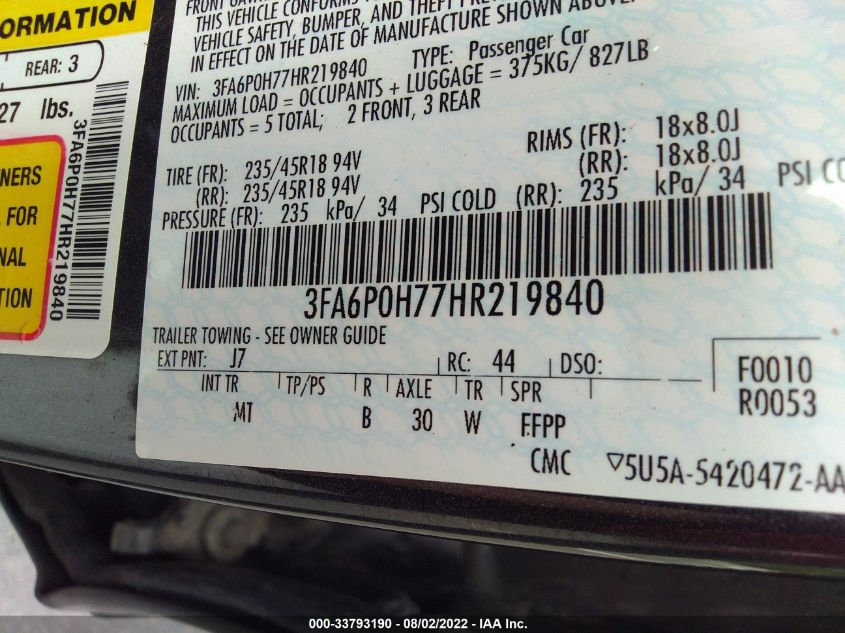 ORMATION
REAR: 3
27 lbs.
3FA6P0H77HR219840
NERS
FOR
NAL
TION
THIS VEHICLE CONFORMS
VEHICLE SAFETY, BUMPER, AND THEFT
IN EFFECT ON THE DATE OF MANUFACTURE SHOWN ABOVE.
VIN: 3FA6P0H77HR219840 TYPE: Passenger Car
MAXIMUM LOAD = OCCUPANTS + LUGGAGE = 375KG/ 827LB
OCCUPANTS = 5 TOTAL; 2 FRONT, 3 REAR
RIMS (FR): 18x8.0J
(RR): 18x8.0J
TIRE (FR): 235/45R18 94V
(RR): 235/45R18 94V
PRESSURE (FR): 235 kPa/ 34 PSI COLD (RR): 235 kPa/ 34 PSI CO
3FA6P0H77HR219840
TRAILER TOWING - SEE OWNER GUIDE
EXT PNT: J7 RC: 44 DSO:
F0010
R0053
INT TR TP/PS R AXLE TR SPR
MT B 30 W EFPP
CMC ▽5U5A-5420472-AA
000-33793190 - 08/02/2022 - IAA Inc.